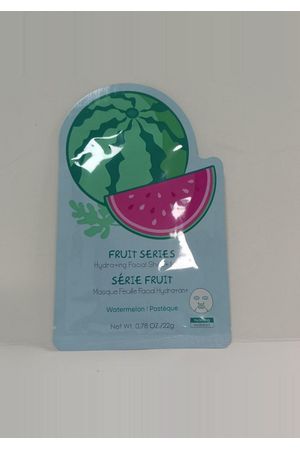 FRUIT SERIES
Hydrating Facial Sheet
SÉRIE FRUIT
Masque Feuille Facial Hydratant
Watermelon | Pastèque
Net Wt. 0.78 OZ./22g